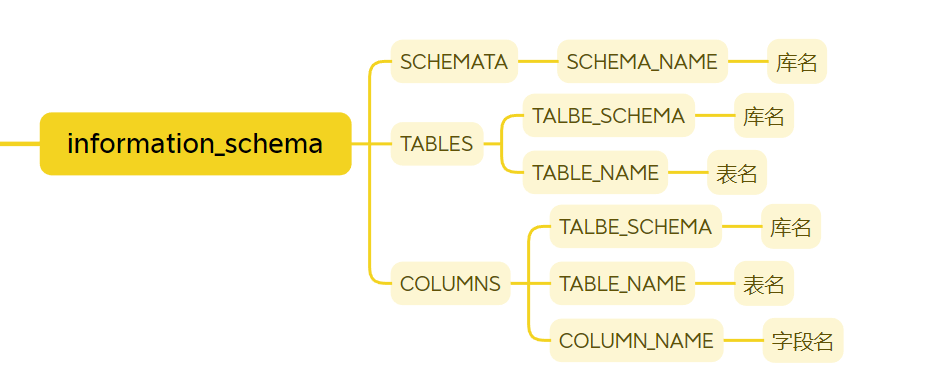 information_schema
SCHEMATA
SCHEMA_NAME
库名
TABLES
TALBE_SCHEMA
库名
TABLE_NAME
表名
COLUMNS
TALBE_SCHEMA
库名
TABLE_NAME
表名
COLUMN_NAME
字段名